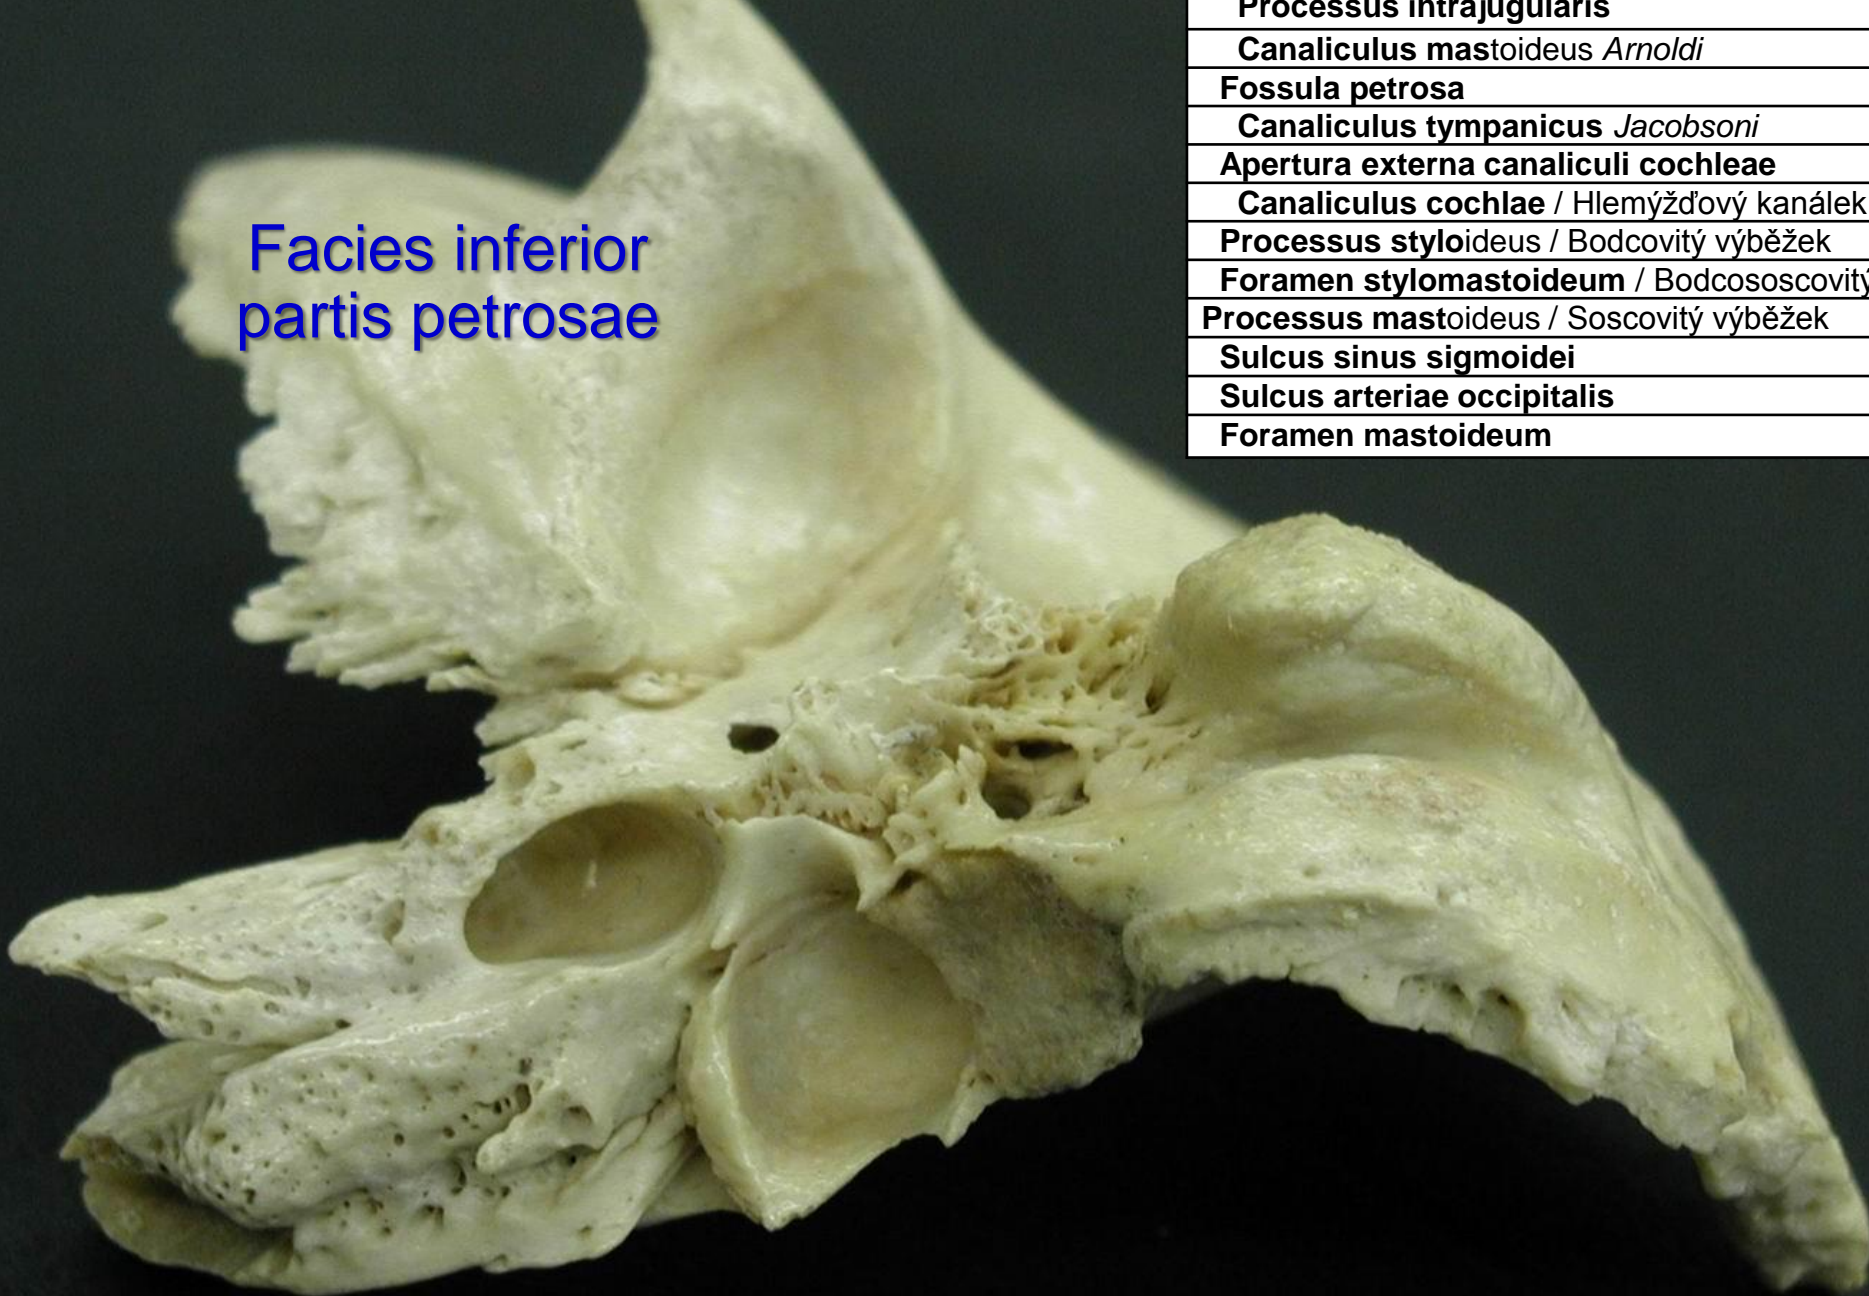 Facies inferior
partis petrosae
Processus intrajugularis
Canaliculus mastoideus Arnoldi
Fossula petrosa
Canaliculus tympanicus Jacobsoni
Apertura externa canaliculi cochleae
Canaliculus cochlae / Hlemýžďový kanálek
Processus styloideus / Bodcovitý výběžek
Foramen stylomastoideum / 
Processus mastoideus / Soscovitý výběžek
Sulcus sinus sigmoidei
Sulcus arteriae occipitalis
Foramen mastoideum